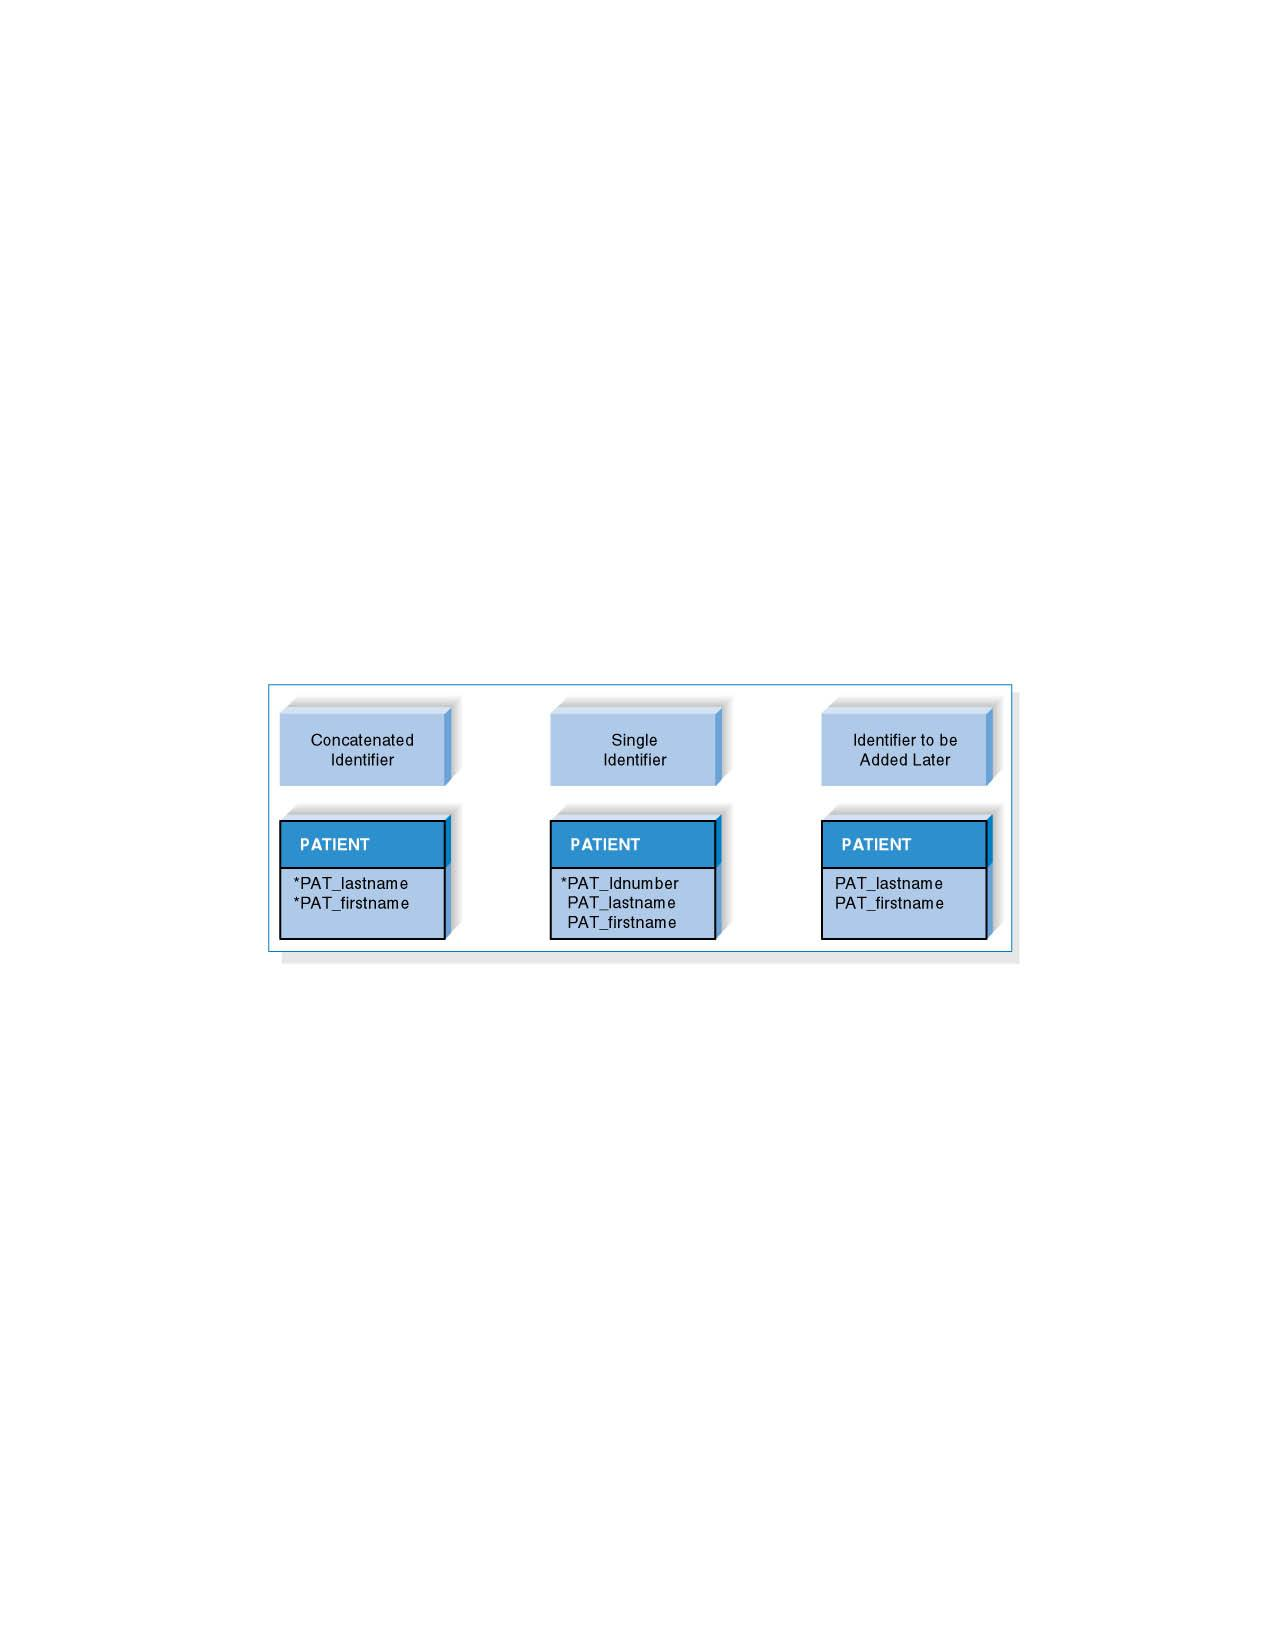 Concatenated
Identifier
Single
Identifier
Identifier to be
Added Later
PATIENT
*PAT_lastname
*PAT_firstname
PATIENT
*PAT_Idnumber
PAT_lastname
PAT_firstname
PATIENT
PAT_lastname
PAT_firstname